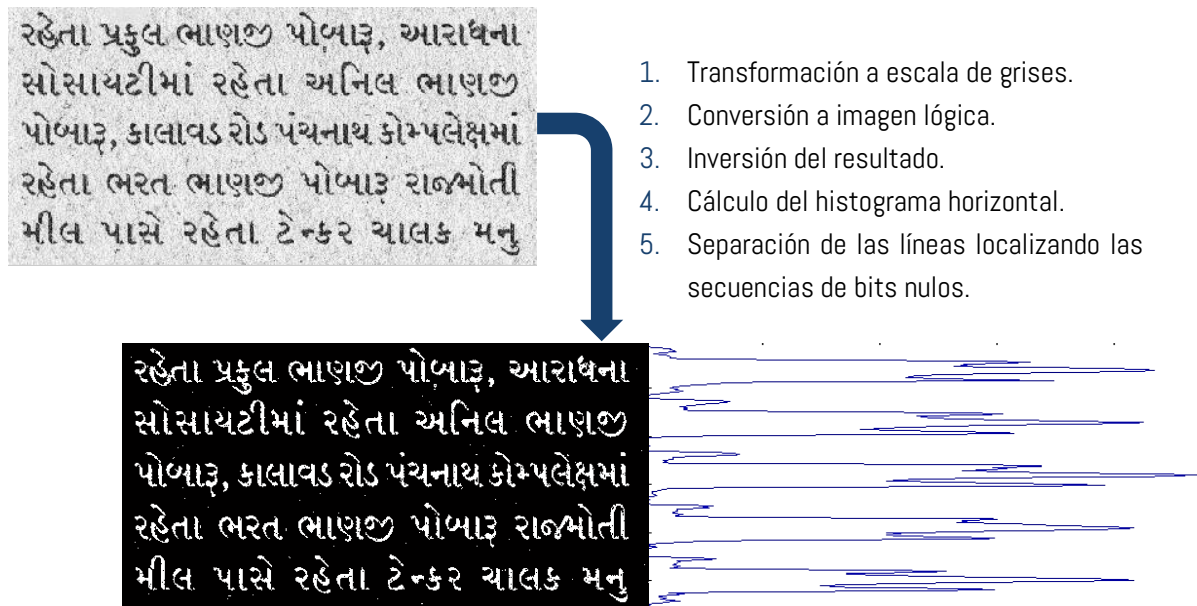 રહેતા પ્રફુલ ભાણજી પોબારૂ, આરાધના
સોસાયટીમાં રહેતા અનિલ ભાણજી
પોબારૂ, કાલાવડ રોડ પંચનાથ કોમ્પલેક્ષમાં
રહેતા ભરત ભાણજી પોબારૂ રાજમોતી
મીલ પાસે રહેતા ટેન્કર ચાલક મનુ
1. Transformación a escala de grises.
2. Conversión a imagen lógica.
3. Inversión del resultado.
4. Cálculo del histograma horizontal.
5. Separación de las líneas localizando las
secuencias de bits nulos.
રહેતા પ્રફુલ ભાણજી પોબારૂ, આરાધના
સોસાયટીમાં રહેતા અનિલ ભાણજી
પોબારૂ, કાલાવડ રોડ પંચનાથ કોમ્પલેક્ષમાં
રહેતા ભરત ભાણજી પોબારૂ રાજમોતી
મીલ પાસે રહેતા ટેન્કર ચાલક મનુ